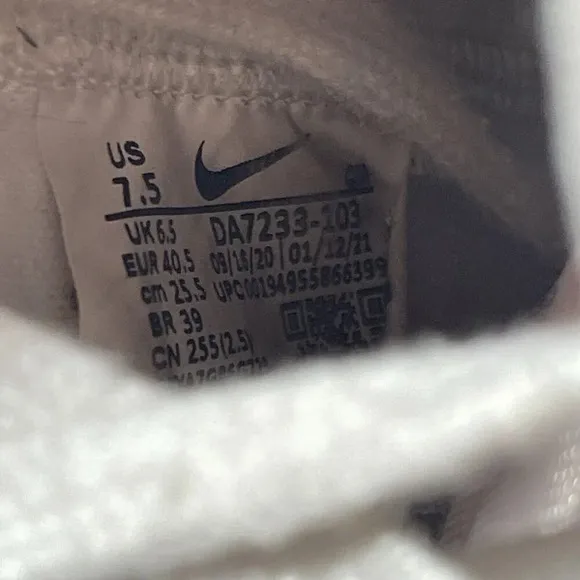 US
7.5
UK 6.5 DA7233-103
EUR 40.5 09/16/20 01/12/21
cm 25.5 UPC00194955866399
BR 39
CN 255(2.5)